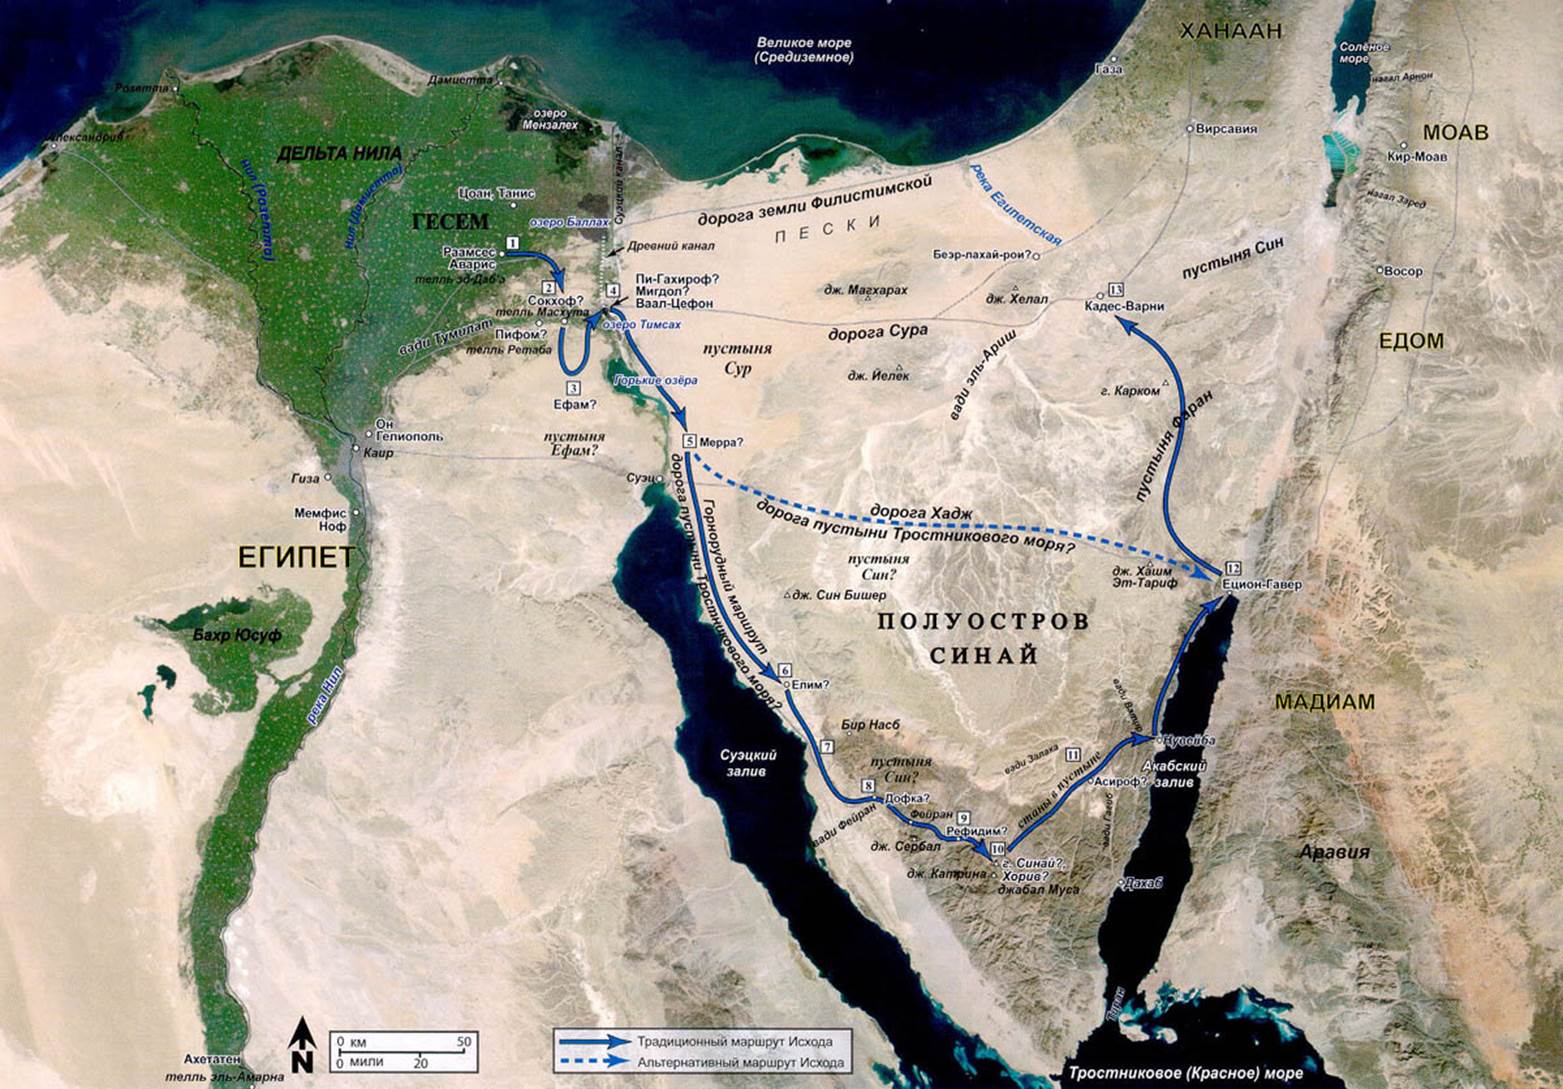 ХАНААН
Великое море
(Средиземное)
Солёное
море
Газа
нагал Арнон
Розетта
Дамиетта
озеро
Мензалех
Александрия
Вирсавия
МОАВ
Кир-Моав
ДЕЛЬТА НИЛА
Нил (Розетта)
Нил (Дамиетта)
Суэцкий канал
дорога земли Филистимской
ПЕСКИ
река Египетская
нагал Заред
Цоан, Танис
ГЕСЕМ
озеро Баллах
Древний канал
1
Раамсес
Аварис
телль эд-Даб'э
Беэр-лахай-рои?
пустыня Син
Восор
2
Сокхоф?
телль Масхута
4
Пи-Гахироф?
Мигдол?
Ваал-Цефон
дж. Магхарах
дж. Хелал
13
Кадес-Варни
вади Тумилат
Пифом?
телль Ретаба
озеро Тимсах
дорога Сура
ЕДОМ
пустыня
Сур
вади эль-Ариш
дж. Йелек
Горькие озёра
3
Ефам?
г. Карком
пустыня Фаран
пустыня
Ефам?
5
Мерра?
Он
Гелиополь
Каир
Гиза
Суэц
Мемфис
Ноф
дорога Хадж
дорога пустыни Тростникового моря?
дорога пустыни Тростникового моря?
Горнорудный маршрут
ЕГИПЕТ
пустыня
Син?
дж. Хашм
Эт-Тариф
12
Ецион-Гавер
дж. Син Бишер
ПОЛУОСТРОВ
СИНАЙ
Бахр Юсуф
река Нил
6
Елим?
МАДИАМ
вади Ватир
Бир Насб
7
Нувейба
Суэцкий
залив
пустыня
Син?
вади Залака
11
Акабский
залив
Асироф?
станы в пустыне
8
Дофка?
вади Фейран
Фейран
9
Рефидим?
дж. Сербал
10
г. Синай?,
Хорив?
дж. Катрина
джабал Муса
вади Гаиб
Аравия
Дахаб
Тиран
N
0 км 50
0 мили 20
Традиционный маршрут Исхода
Альтернативный маршрут Исхода
Ахетатен
телль эль-Амарна
Тростниковое (Красное) море